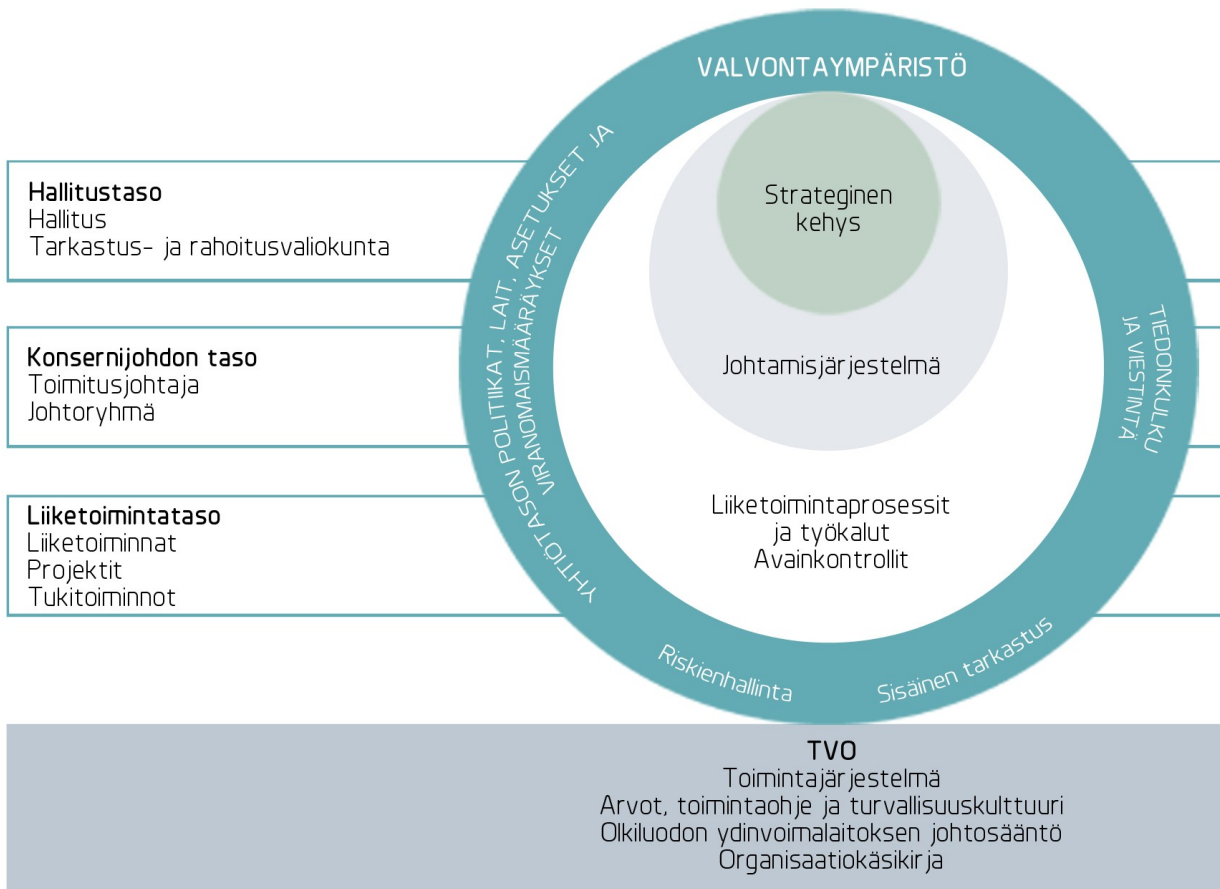 VALVONTAYMPÄRISTÖ
Hallitustaso
Hallitus
Tarkastus- ja rahoitusvaliokunta
Konsernijohdon taso
Toimitusjohtaja
Johtoryhmä
Liiketoimintataso
Liiketoiminnat
Projektit
Tukitoiminnot
YHTIÖTASON POLITIIKAT, LAIT, ASETUKSET JA
VIRANOMAISMÄÄRÄYKSET
Strateginen
kehys
Johtamisjärjestelmä
Liiketoimintaprosessit
ja työkalut
Avainkontrollit
TIEDONKULKU
JA VIESTINTÄ
Riskienhallinta
Sisäinen tarkastus
TVO
Toimintajärjestelmä
Arvot, toimintaohje ja turvallisuuskulttuuri
Olkiluodon ydinvoimalaitoksen johtosääntö
Organisaatiokäsikirja